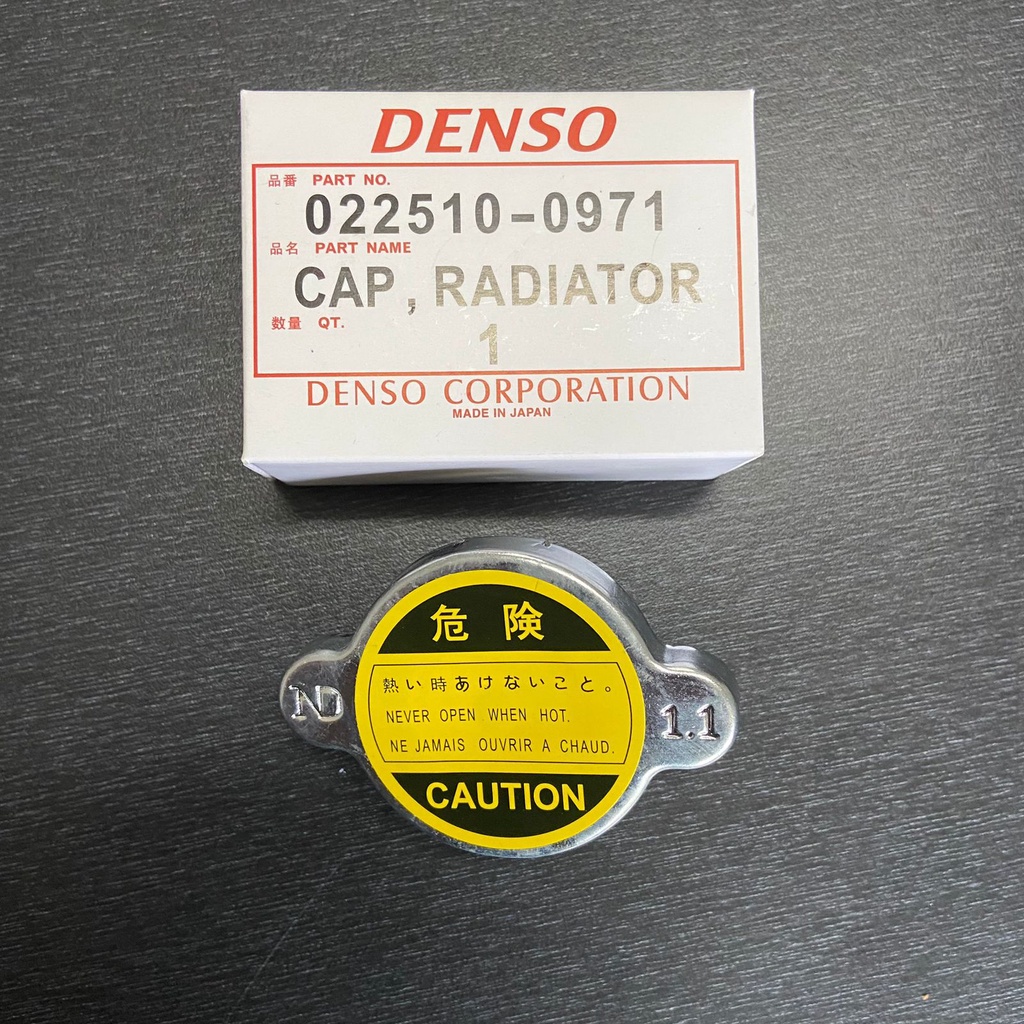 DENSO
品番 PART NO.
022510-0971
品名 PART NAME
CAP, RADIATOR
数量 QT.
1
DENSO CORPORATION
MADE IN JAPAN
危険
熱い時あけないこと。
ND
NEVER OPEN WHEN HOT.
1.1
NE JAMAIS OUVRIR A CHAUD.
CAUTION